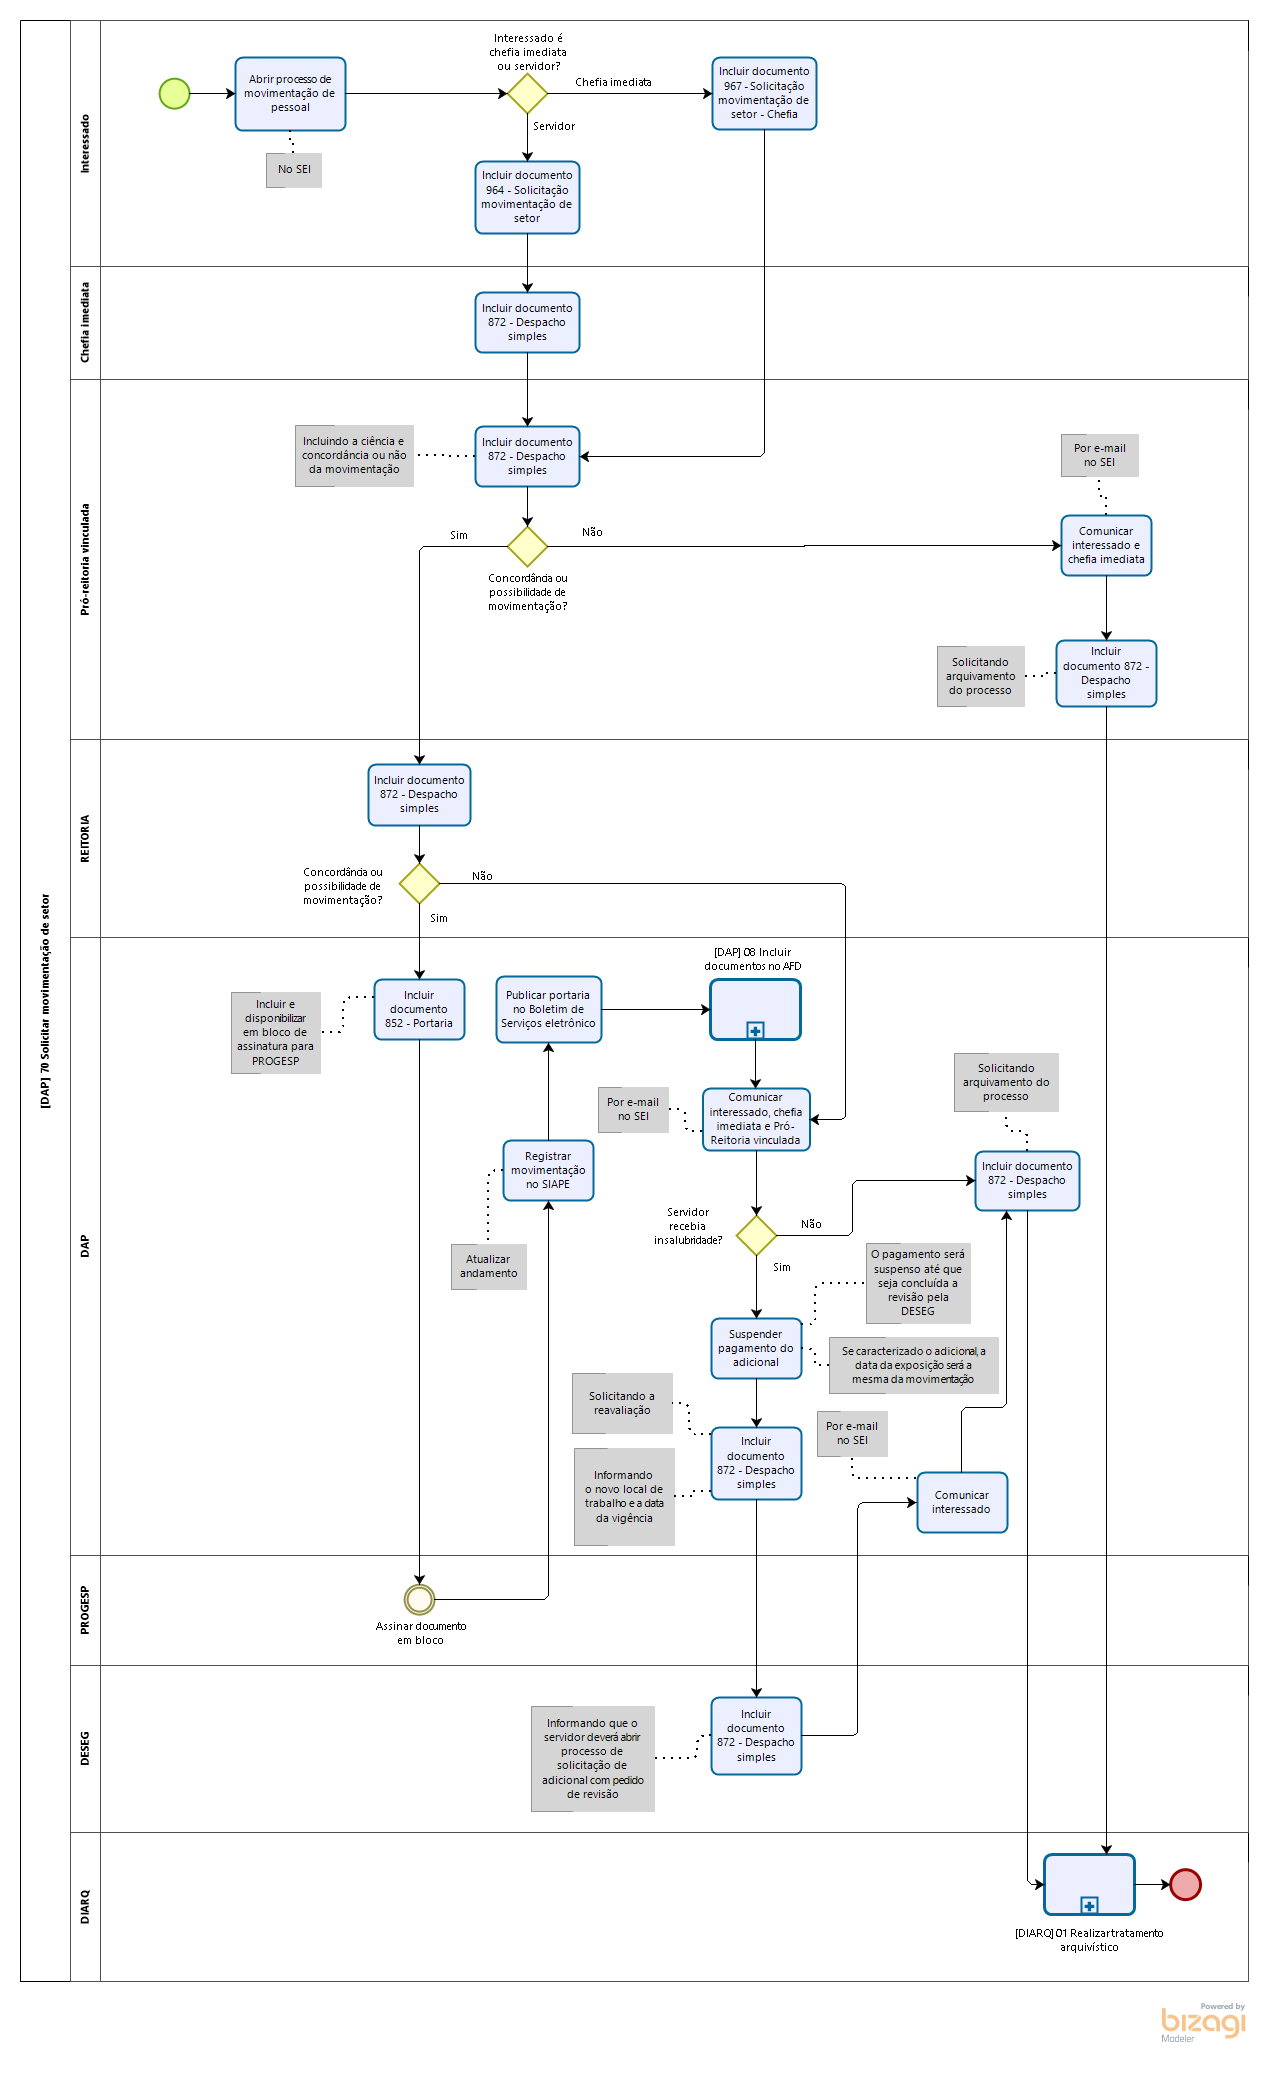 [DAP] 70 Solicitar movimentação de setor
Interessado
Interessado é
chefia imediata
ou servidor?
Abrir processo de
movimentação de
pessoal
No SEI
Chefia imediata
Servidor
Incluir documento
967 - Solicitação
movimentação de
setor - Chefia
Incluir documento
964 - Solicitação
movimentação de
setor
Chefia imediata
Incluir documento
872 - Despacho
simples
Pró-reitoria vinculada
Incluindo a ciência e
concordância ou não
da movimentação
Incluir documento
872 - Despacho
simples
Por e-mail
no SEI
Sim
Não
Concordância ou
possibilidade de
movimentação?
Comunicar
interessado e
chefia imediata
Solicitando
arquivamento
do processo
Incluir
documento 872 -
Despacho
simples
REITORIA
Incluir documento
872 - Despacho
simples
Concordância ou
possibilidade de
movimentação?
Não
Sim
DAP
[DAP] 08 Incluir
documentos no AFD
Incluir e
disponibilizar
em bloco de
assinatura para
PROGESP
Incluir
documento
852 - Portaria
Publicar portaria
no Boletim de
Serviços eletrônico
Por e-mail
no SEI
Comunicar
interessado, chefia
imediata e Pró-
Reitoria vinculada
Solicitando
arquivamento do
processo
Registrar
movimentação
no SIAPE
Incluir documento
872 - Despacho
simples
Servidor
recebia
insalubridade?
Não
Sim
Atualizar
andamento
O pagamento será
suspenso até que
seja concluída a
revisão pela
DESEG
Suspender
pagamento do
adicional
Se caracterizado o adicional, a
data da exposição será a
mesma da movimentação
Solicitando a
reavaliação
Por e-mail
no SEI
Incluir
documento
872 - Despacho
simples
Informando
o novo local de
trabalho e a data
da vigência
Comunicar
interessado
PROGESP
Assinar documento
em bloco
DESEG
Informando que o
servidor deverá abrir
processo de
solicitação de
adicional com pedido
de revisão
Incluir
documento
872 - Despacho
simples
DIARQ
[DIARQ] 01 Realizar tratamento
arquivístico
Powered by
bizagi
Modeler